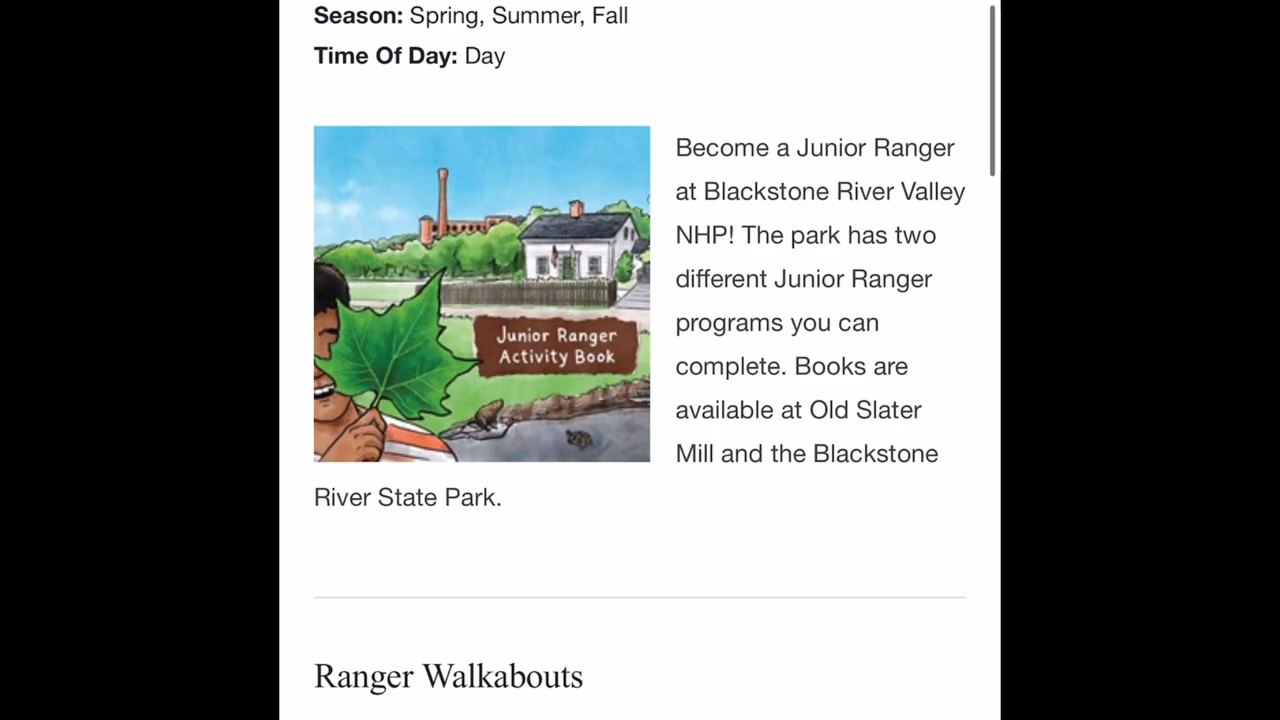 Season: Spring, Summer, Fall
Time Of Day: Day
Junior Ranger
Activity Book
Become a Junior Ranger
at Blackstone River Valley
NHP! The park has two
different Junior Ranger
programs you can
complete. Books are
available at Old Slater
Mill and the Blackstone
River State Park.
Ranger Walkabouts